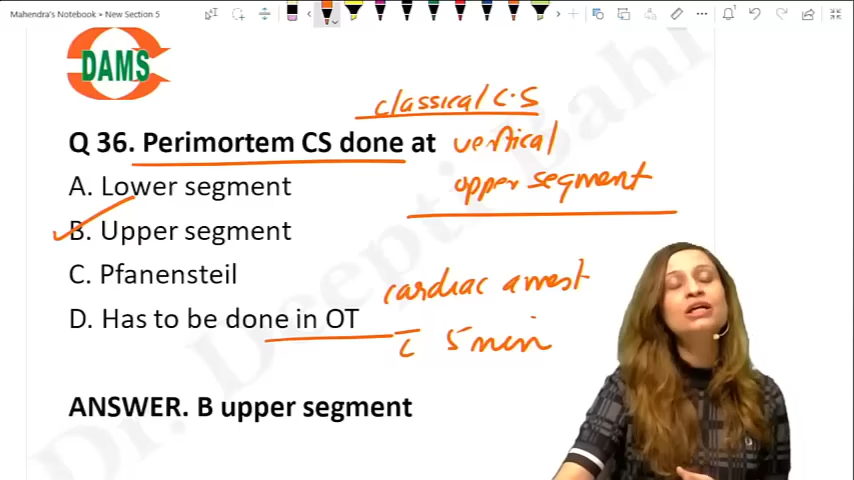 Mahendra's Notebook » New Section 5
DAMS
classical C.S
Q 36. Perimortem CS done at
vertical
A. Lower segment
upper segment
B. Upper segment
C. Pfanensteil
cardiac arrest
D. Has to be done in OT
c̄ 5 min
ANSWER. B upper segment
Dr. Deepti Bahl